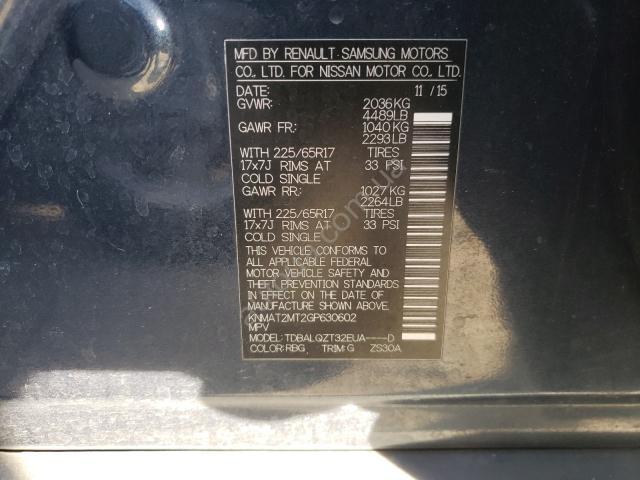 MFD BY RENAULT SAMSUNG MOTORS
CO., LTD. FOR NISSAN MOTOR CO., LTD.
DATE: 11 / 15
GVWR: 2036KG
4489LB
GAWR FR: 1040KG
2293LB
WITH 225/65R17 TIRES
17x7J RIMS AT 33 PSI
COLD SINGLE
GAWR RR: 1027KG
2264LB
WITH 225/65R17 TIRES
17x7J RIMS AT 33 PSI
COLD SINGLE
THIS VEHICLE CONFORMS TO
ALL APPLICABLE FEDERAL
MOTOR VEHICLE SAFETY AND
THEFT PREVENTION STANDARDS
IN EFFECT ON THE DATE OF
MANUFACTURE SHOWN ABOVE.
KNMAT2MT2GP630602
MPV
MODEL: TDBALQZT32EUA----D
COLOR: RBG TRIM: G ZS30A